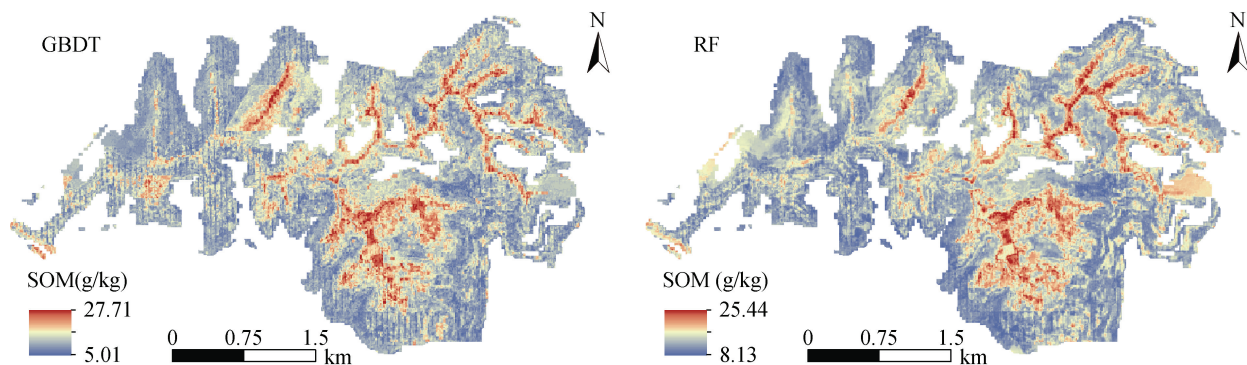 GBDT
N
SOM(g/kg)
27.71
5.01
0 0.75 1.5
km
RF
N
SOM (g/kg)
25.44
8.13
0 0.75 1.5
km